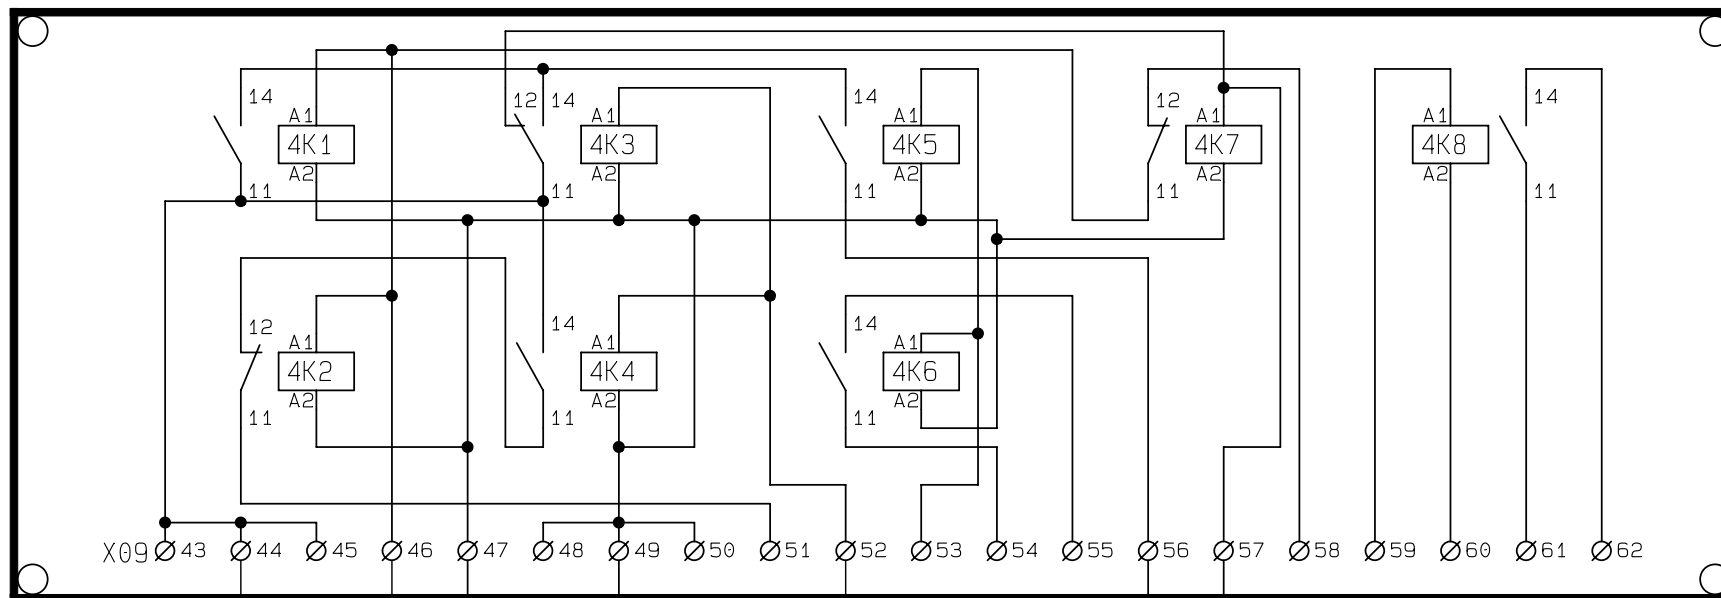 14 12 14 14 12 14
A1 A1 A1 A1 A1
4K1 4K3 4K5 4K7 4K8
A2 A2 A2 A2 A2
11 11 11 11 11
12 14 14
A1 A1 A1
4K2 4K4 4K6
A2 A2 A2
11 11 11
X09 43 44 45 46 47 48 49 50 51 52 53 54 55 56 57 58 59 60 61 62